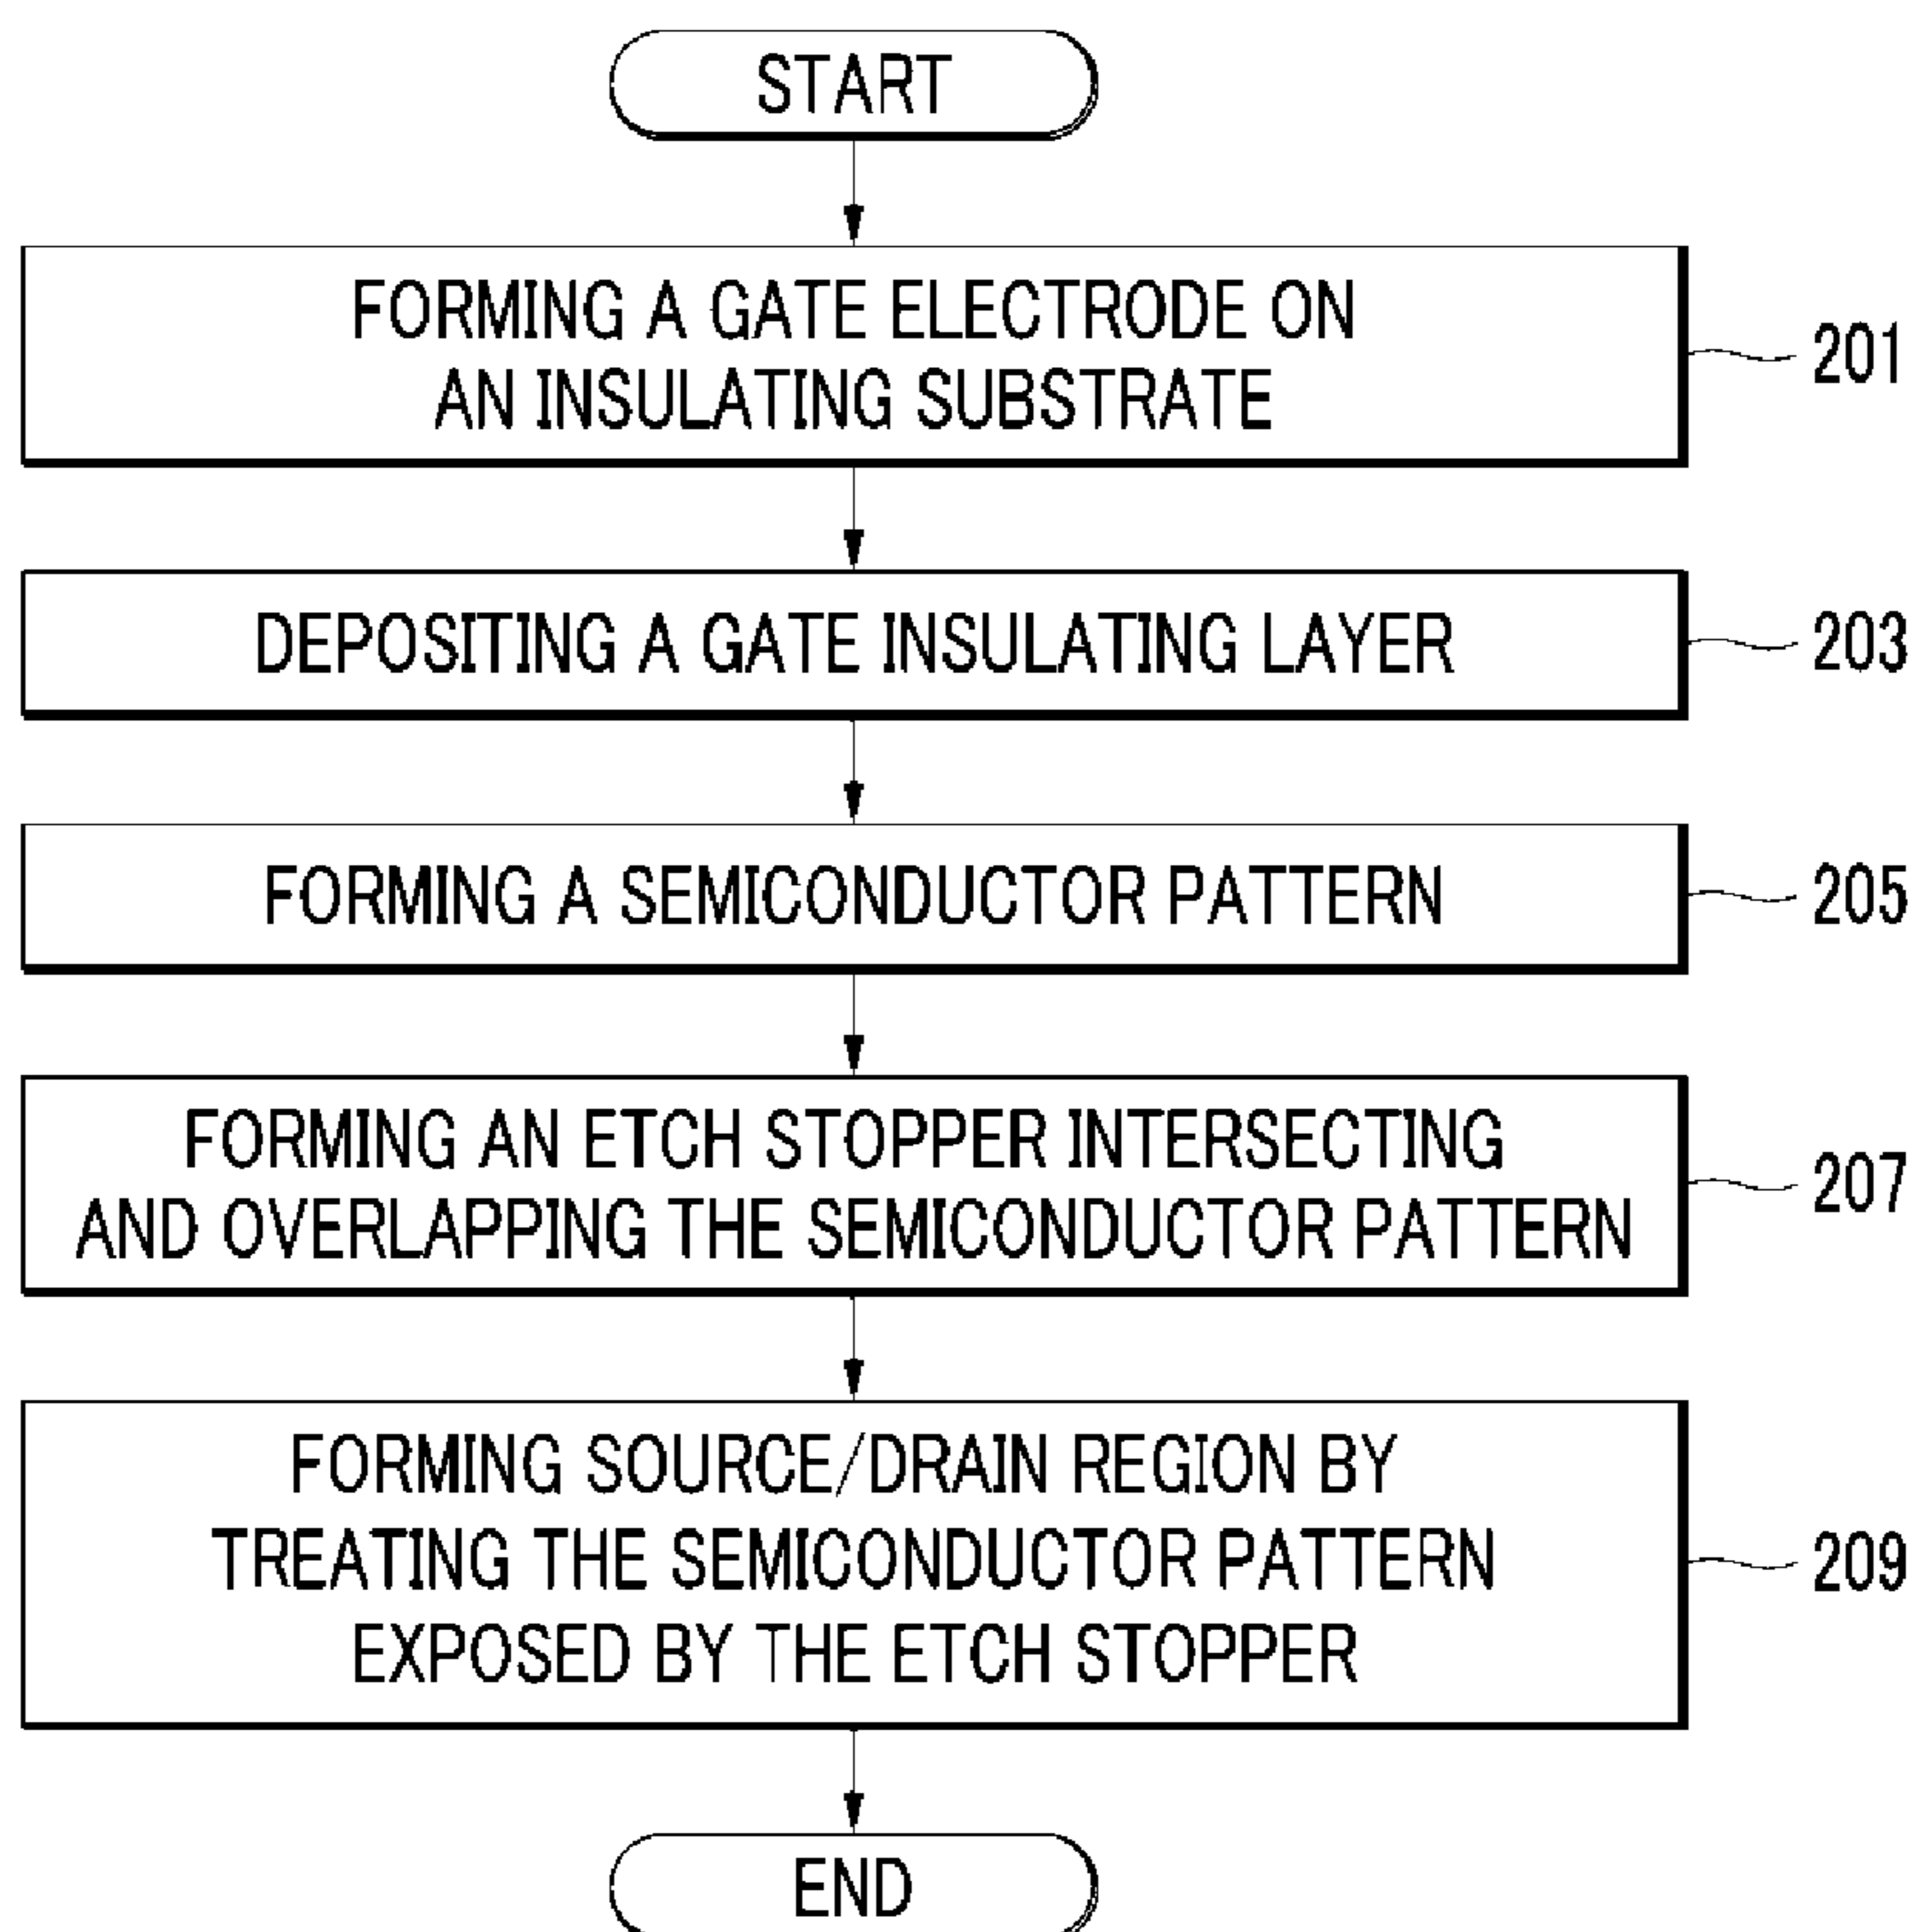 START
FORMING A GATE ELECTRODE ON
AN INSULATING SUBSTRATE
201
DEPOSITING A GATE INSULATING LAYER
203
FORMING A SEMICONDUCTOR PATTERN
205
FORMING AN ETCH STOPPER INTERSECTING
AND OVERLAPPING THE SEMICONDUCTOR PATTERN
207
FORMING SOURCE/DRAIN REGION BY
TREATING THE SEMICONDUCTOR PATTERN
EXPOSED BY THE ETCH STOPPER
209
END